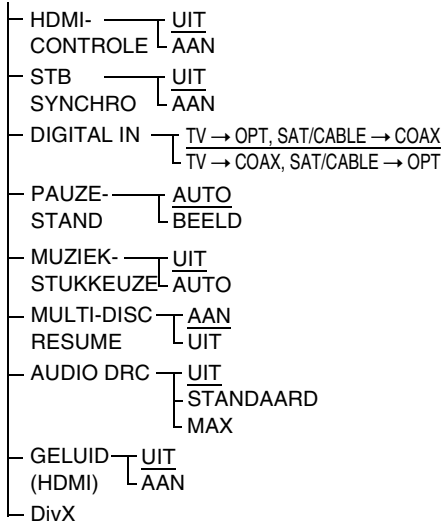 HDMI- UIT
CONTROLE AAN
STB UIT
SYNCHRO AAN
DIGITAL IN TV → OPT, SAT/CABLE → COAX
TV → COAX, SAT/CABLE → OPT
PAUZE- AUTO
STAND BEELD
MUZIEK- UIT
STUKKEUZE AUTO
MULTI-DISC AAN
RESUME UIT
AUDIO DRC UIT
STANDAARD
MAX
GELUID UIT
(HDMI) AAN
DivX